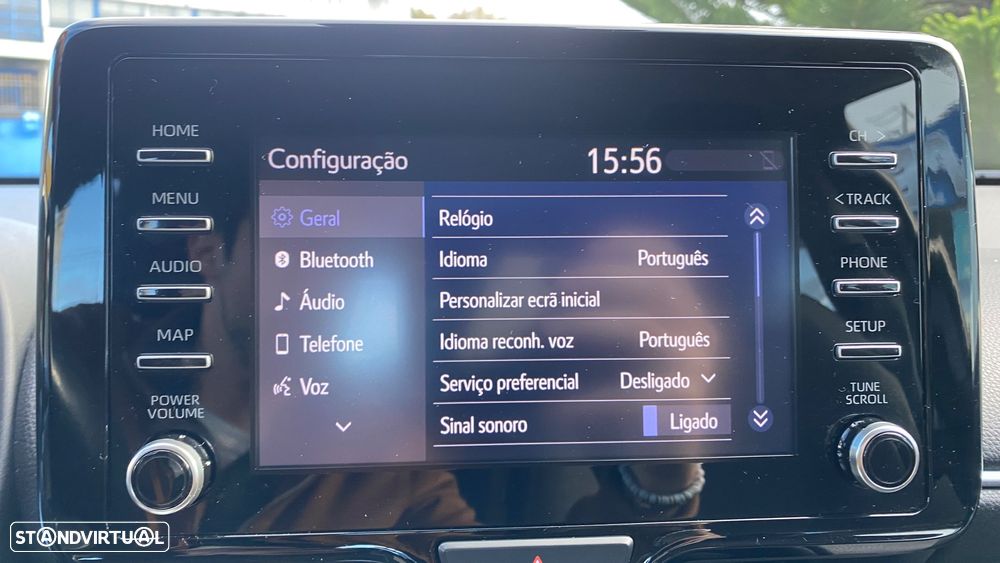 HOME
MENU
AUDIO
MAP
POWER
VOLUME
Configuração 15:56
Geral
Bluetooth
Áudio
Telefone
Voz
Relógio
Idioma Português
Personalizar ecrã inicial
Idioma reconh. voz Português
Serviço preferencial Desligado
Sinal sonoro Ligado
CH >
< TRACK
PHONE
SETUP
TUNE
SCROLL
STANDVIRTUAL